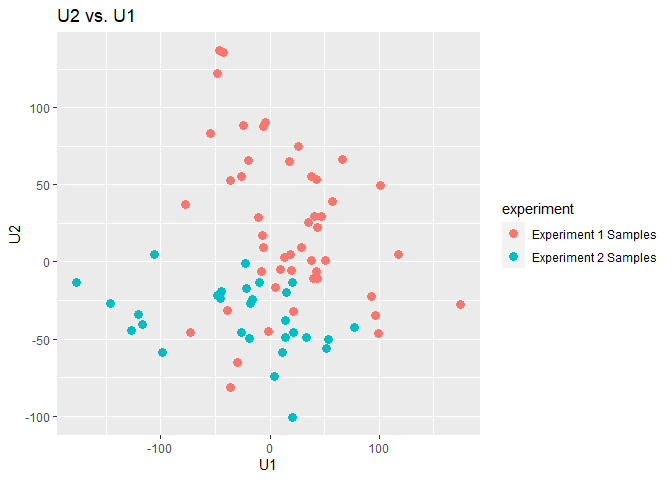 U2 vs. U1
100
50
0
-50
-100
U2
-100
0
100
U1
experiment
Experiment 1 Samples
Experiment 2 Samples